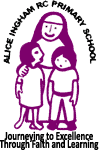 ALICE INGHAM RC PRIMARY SCHOOL
Journeying to Excellence
Through Faith and Learning